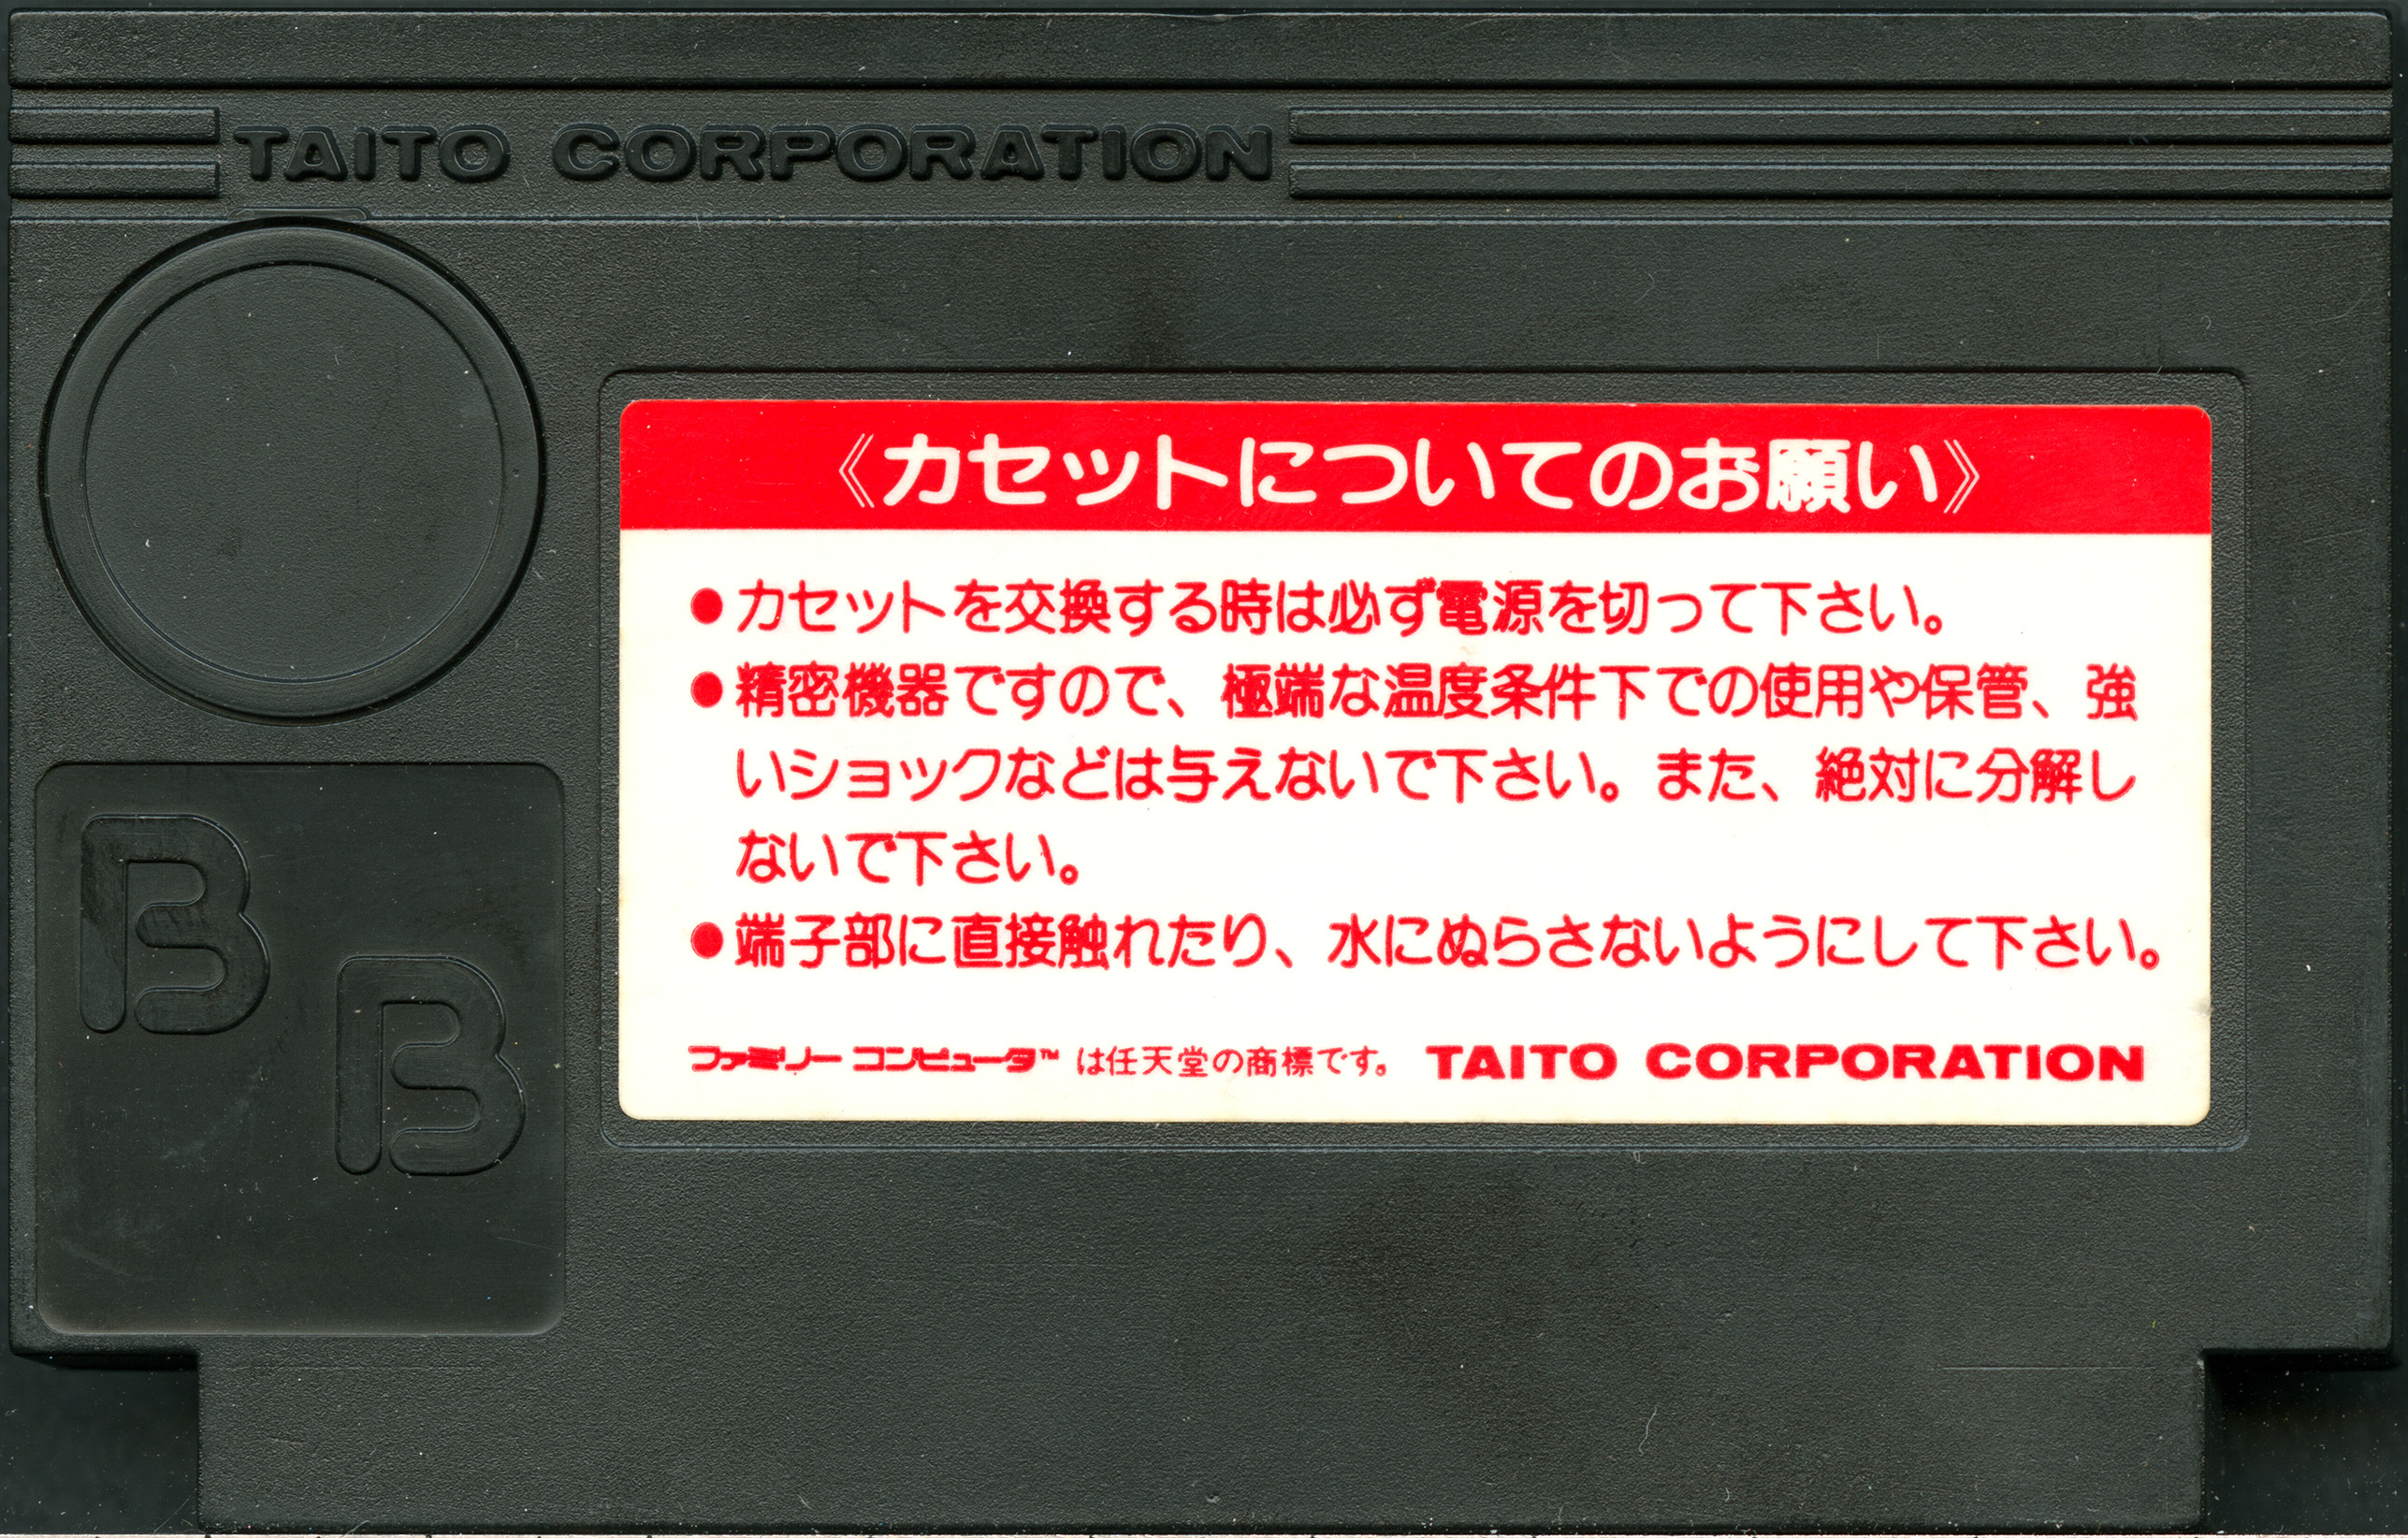 TAITO CORPORATION
《カセットについてのお願い》
●カセットを交換する時は必ず電源を切って下さい。
●精密機器ですので、極端な温度条件下での使用や保管、強
いショックなどは与えないで下さい。また、絶対に分解し
ないで下さい。
●端子部に直接触れたり、水にぬらさないようにして下さい。
ファミリーコンピュータ™ は任天堂の商標です。 TAITO CORPORATION
B
B